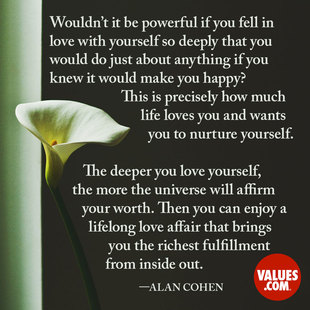 Wouldn't it be powerful if you fell in
love with yourself so deeply that you
would do just about anything if you
knew it would make you happy?
This is precisely how much
life loves you and wants
you to nurture yourself.
The deeper you love yourself,
the more the universe will affirm
your worth. Then you can enjoy a
lifelong love affair that brings
you the richest fulfillment
from inside out.
—ALAN COHEN
VALUES
.COM